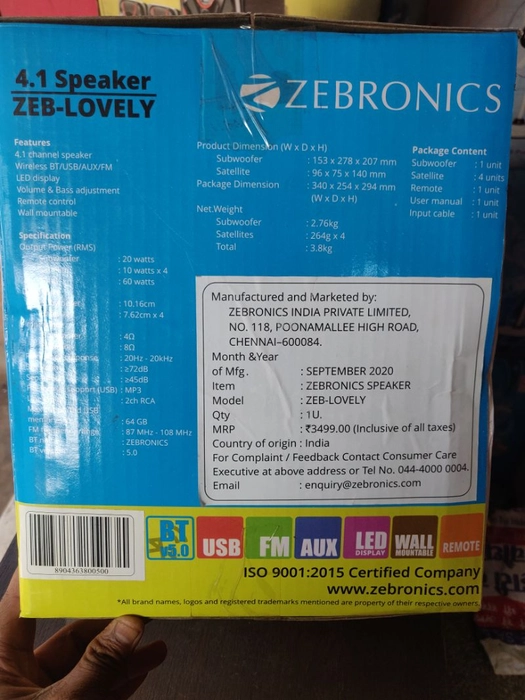 4.1 Speaker
ZEB-LOVELY
ZEBRONICS
Features
4.1 channel speaker
Wireless BT/USB/AUX/FM
LED display
Volume & Bass adjustment
Remote control
Wall mountable
Specification
Output Power (RMS)
: 20 watts
: 10 watts x 4
: 60 watts
: 10.16cm
: 7.62cm x 4
: 4Ω
: 8Ω
: 20Hz - 20kHz
: ≥72dB
: ≥45dB
(USB) : MP3
: 2ch RCA
USB
: 64 GB
FM : 87 MHz - 108 MHz
BT : ZEBRONICS
BT : 5.0
Product Dimension (W x D x H)
Subwoofer : 153 x 278 x 207 mm
Satellite : 96 x 75 x 140 mm
Package Dimension : 340 x 254 x 294 mm
(W x D x H)
Net.Weight
Subwoofer : 2.76kg
Satellites : 264g x 4
Total : 3.8kg
Package Content
Subwoofer : 1 unit
Satellite : 4 units
Remote : 1 unit
User manual : 1 unit
Input cable : 1 unit
Manufactured and Marketed by:
ZEBRONICS INDIA PRIVATE LIMITED,
NO. 118, POONAMALLEE HIGH ROAD,
CHENNAI–600084.
Month &Year
of Mfg. : SEPTEMBER 2020
Item : ZEBRONICS SPEAKER
Model : ZEB-LOVELY
Qty : 1U.
MRP : ₹3499.00 (Inclusive of all taxes)
Country of origin : India
For Complaint / Feedback Contact Consumer Care
Executive at above address or Tel No. 044-4000 0004.
Email : enquiry@zebronics.com
8904363800500
BT
v5.0
USB
FM
AUX
LED
DISPLAY
WALL
MOUNTABLE
REMOTE
ISO 9001:2015 Certified Company
www.zebronics.com
*All brand names, logos and registered trademarks mentioned are property of their respective owners.